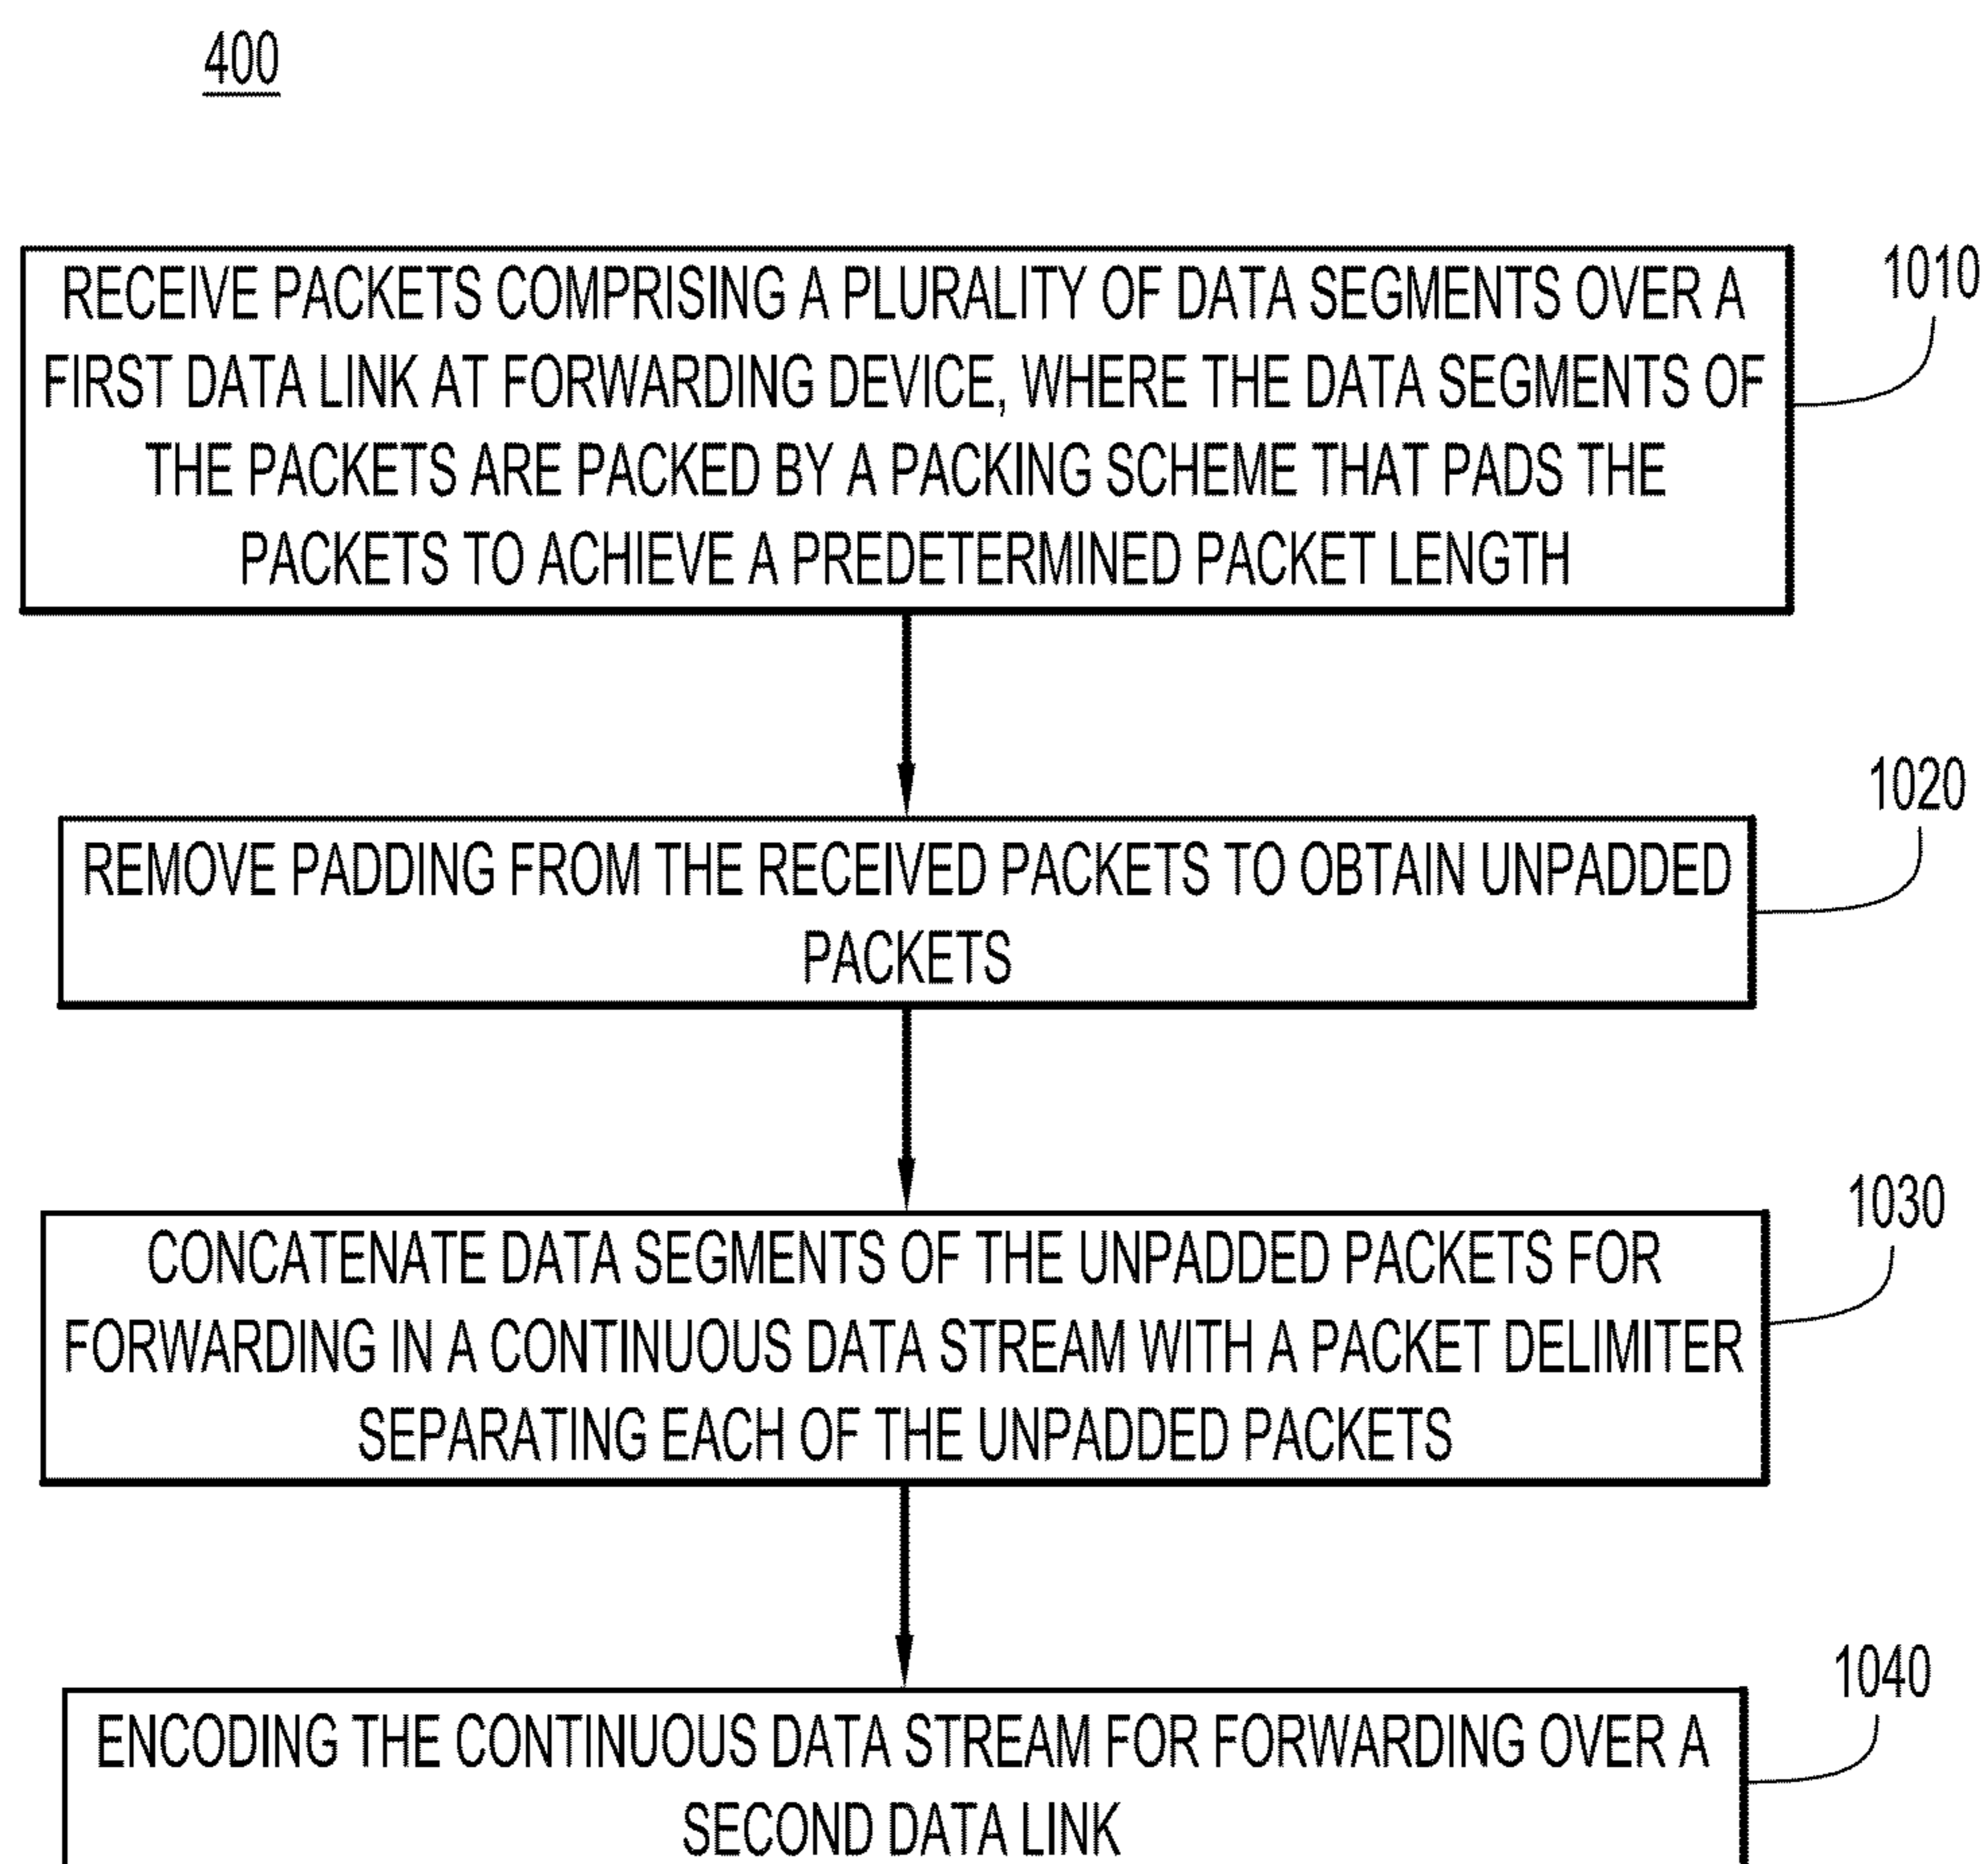 400
RECEIVE PACKETS COMPRISING A PLURALITY OF DATA SEGMENTS OVER A
FIRST DATA LINK AT FORWARDING DEVICE, WHERE THE DATA SEGMENTS OF
THE PACKETS ARE PACKED BY A PACKING SCHEME THAT PADS THE
PACKETS TO ACHIEVE A PREDETERMINED PACKET LENGTH
1010
REMOVE PADDING FROM THE RECEIVED PACKETS TO OBTAIN UNPADDED
PACKETS
1020
CONCATENATE DATA SEGMENTS OF THE UNPADDED PACKETS FOR
FORWARDING IN A CONTINUOUS DATA STREAM WITH A PACKET DELIMITER
SEPARATING EACH OF THE UNPADDED PACKETS
1030
ENCODING THE CONTINUOUS DATA STREAM FOR FORWARDING OVER A
SECOND DATA LINK
1040